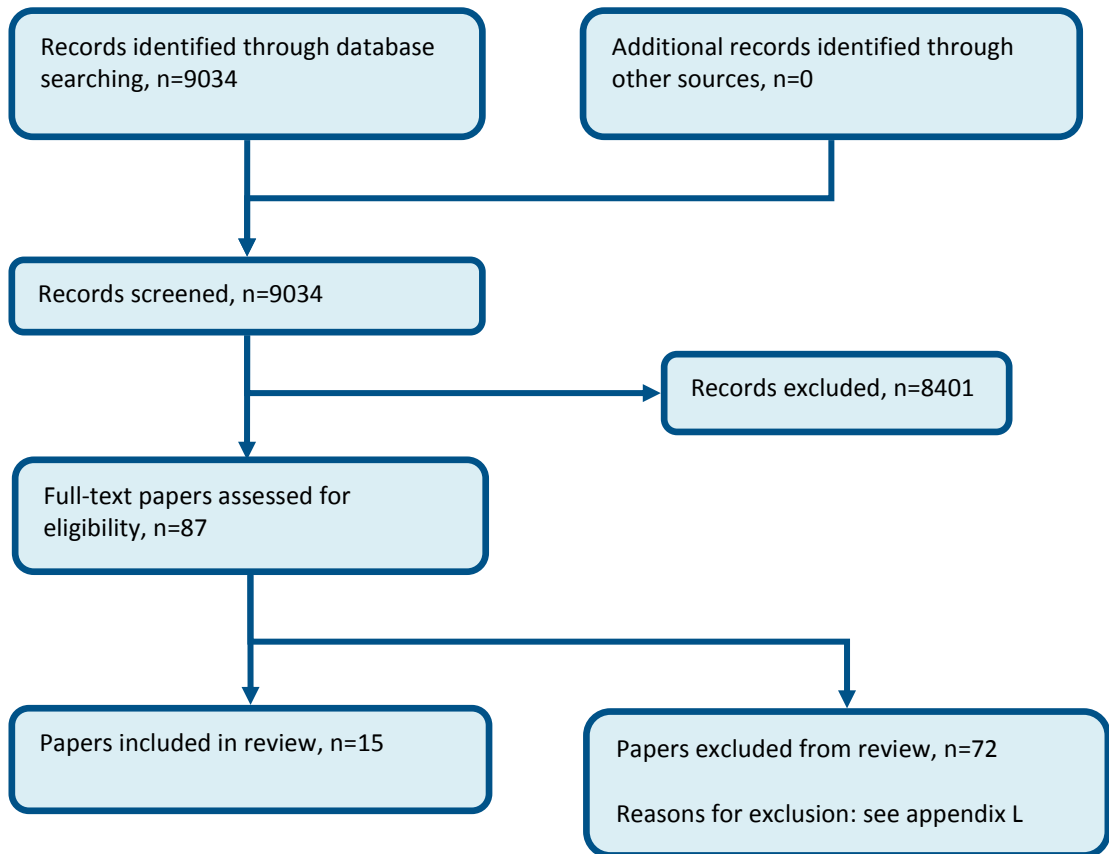 Records identified through database
searching, n=9034
Additional records identified through
other sources, n=0
Records screened, n=9034
Records excluded, n=8401
Full-text papers assessed for
eligibility, n=87
Papers included in review, n=15
Papers excluded from review, n=72
Reasons for exclusion: see appendix L